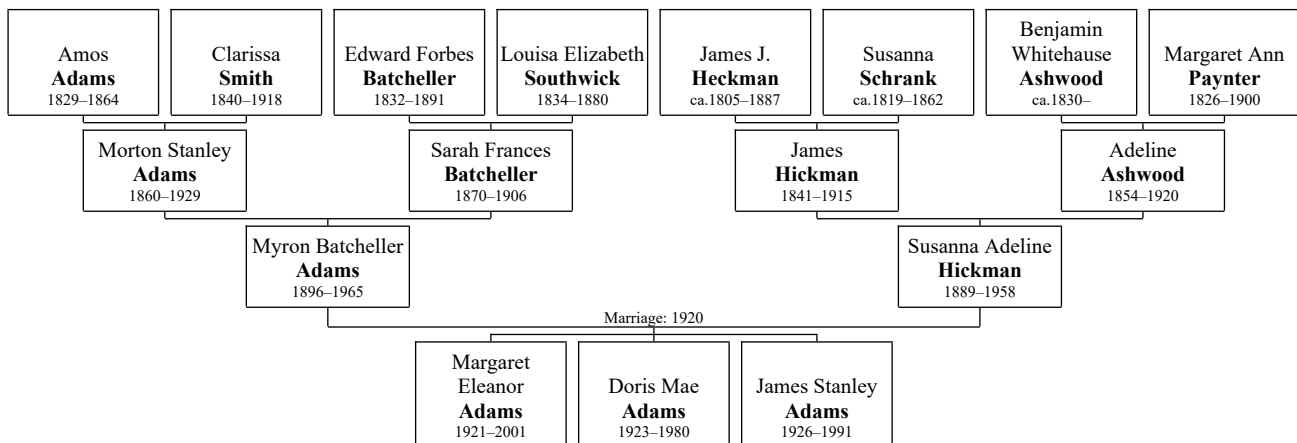 Amos
Adams
1829–1864
Clarissa
Smith
1840–1918
Edward Forbes
Batcheller
1832–1891
Louisa Elizabeth
Southwick
1834–1880
James J.
Heckman
ca.1805–1887
Susanna
Schrank
ca.1819–1862
Benjamin
Whitehause
Ashwood
ca.1830–
Margaret Ann
Paynter
1826–1900
Morton Stanley
Adams
1860–1929
Sarah Frances
Batcheller
1870–1906
James
Hickman
1841–1915
Adeline
Ashwood
1854–1920
Myron Batcheller
Adams
1896–1965
Susanna Adeline
Hickman
1889–1958
Marriage: 1920
Margaret
Eleanor
Adams
1921–2001
Doris Mae
Adams
1923–1980
James Stanley
Adams
1926–1991